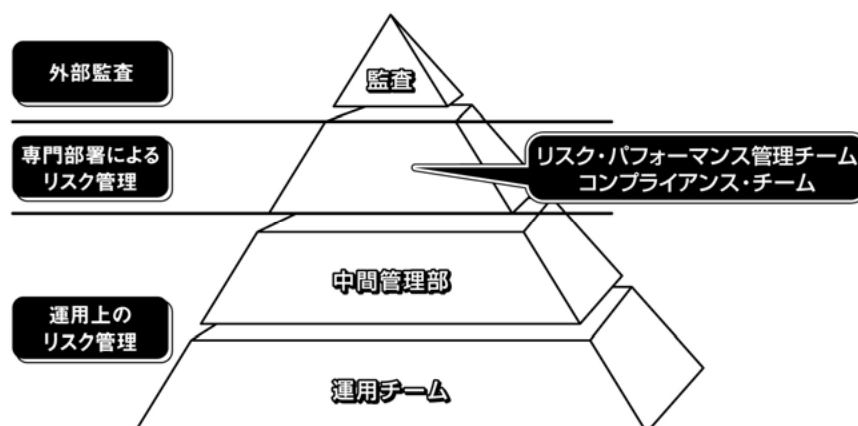 外部監査
監査
専門部署による
リスク管理
リスク・パフォーマンス管理チーム
コンプライアンス・チーム
中間管理部
運用上の
リスク管理
運用チーム